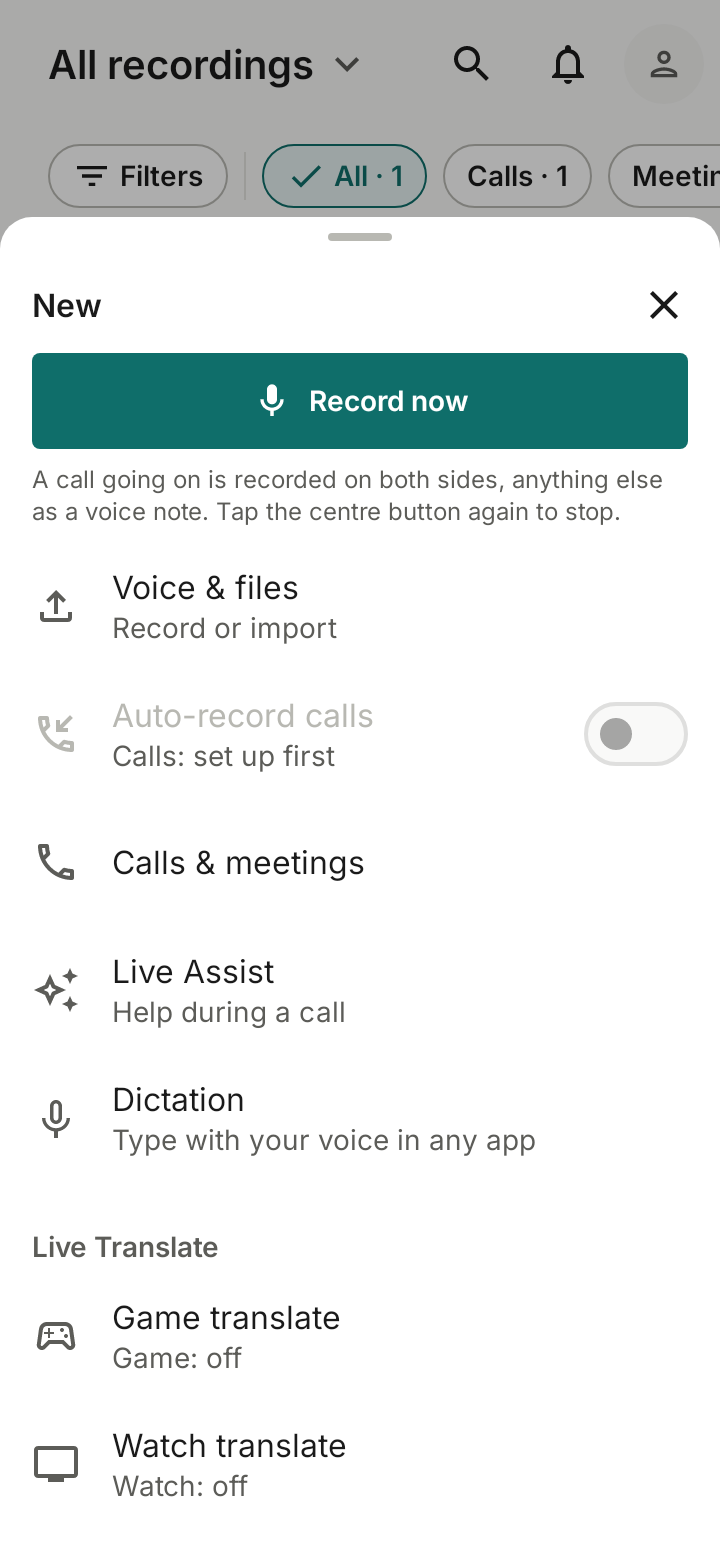 All recordings
Filters
All · 1
Calls · 1
New
Record now
A call going on is recorded on both sides, anything else
as a voice note. Tap the centre button again to stop.
Voice & files
Record or import
Auto-record calls
Calls: set up first
Calls & meetings
Live Assist
Help during a call
Dictation
Type with your voice in any app
Live Translate
Game translate
Game: off
Watch translate
Watch: off